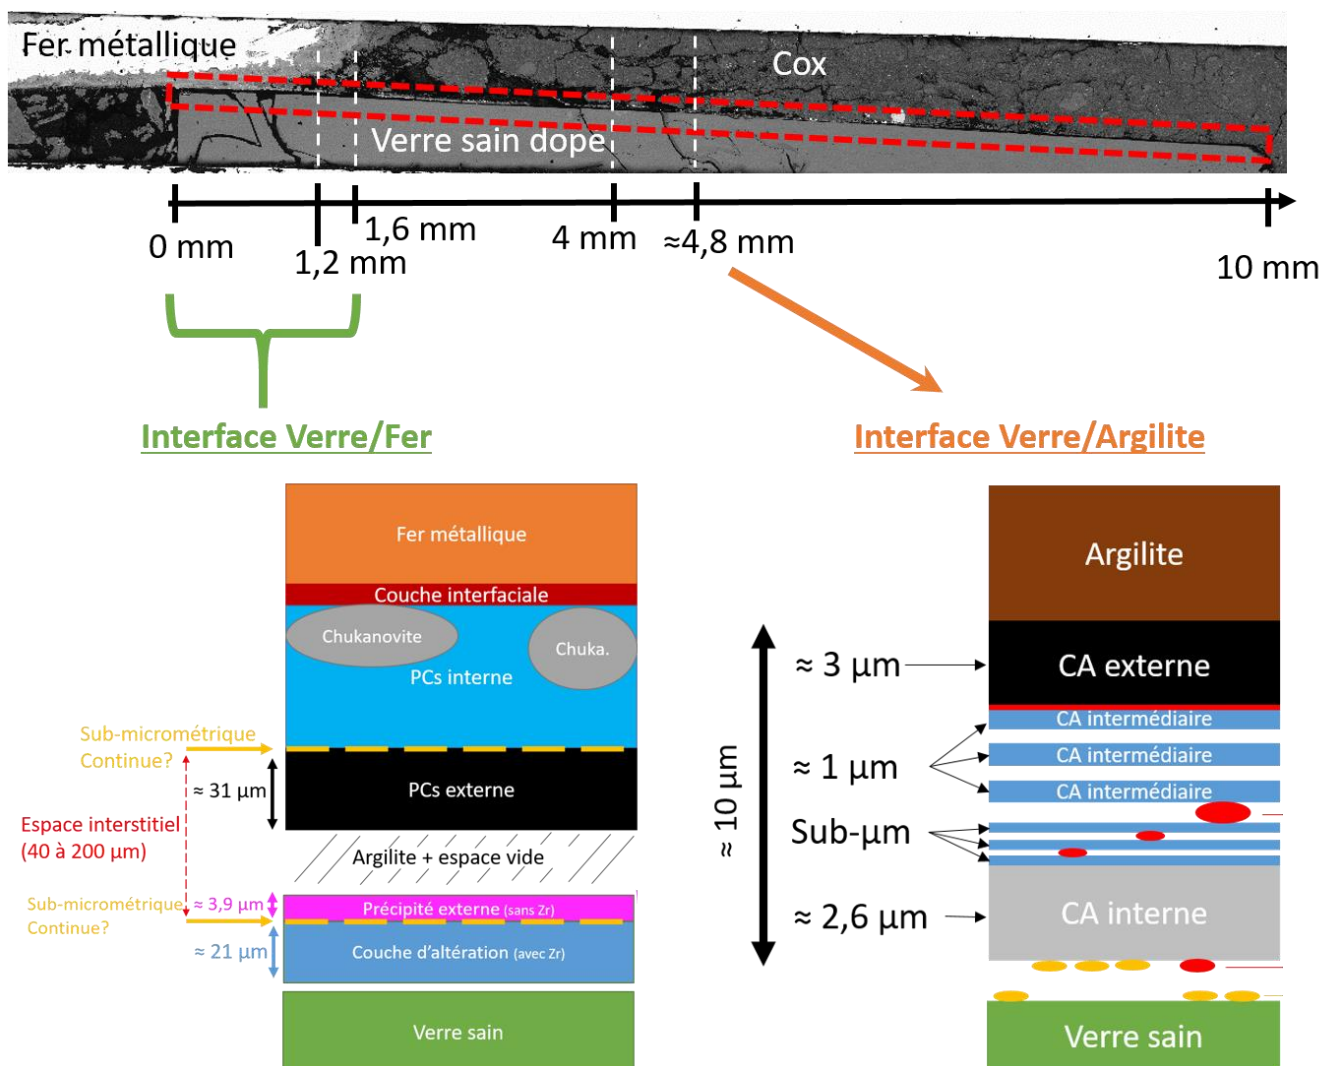 Fer métallique
Cox
Verre sain dopé
0 mm
1,2 mm
1,6 mm
4 mm
≈4,8 mm
10 mm
Interface Verre/Fer
Interface Verre/Argilite
Fer métallique
Couche interfaciale
Chukanovite
Chuka.
PCs interne
Sub-micrométrique
Continue?
≈ 31 µm
PCs externe
Espace interstitiel
(40 à 200 µm)
Argilite + espace vide
Sub-micrométrique
Continue?
≈ 3,9 µm
Précipité externe (sans Zr)
≈ 21 µm
Couche d'altération (avec Zr)
Verre sain
Argilite
≈ 3 µm
CA externe
CA intermédiaire
≈ 1 µm
CA intermédiaire
CA intermédiaire
≈ 10 µm
Sub-µm
≈ 2,6 µm
CA interne
Verre sain